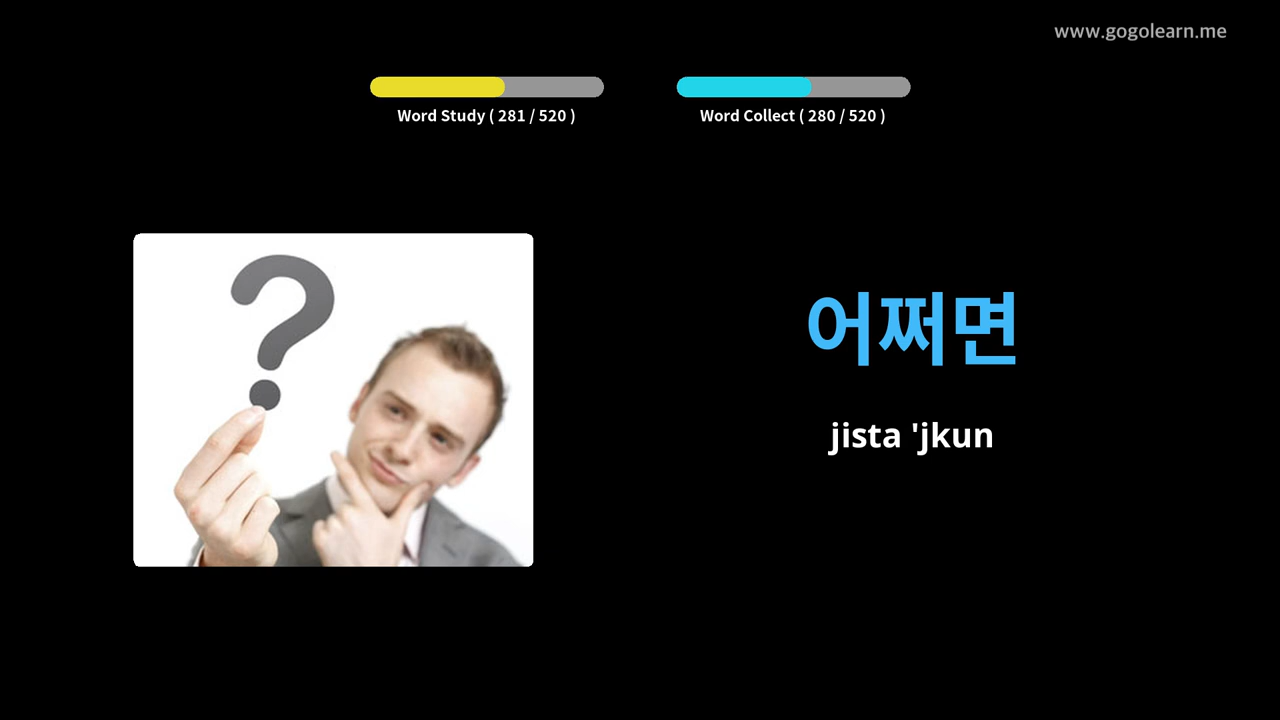 www.gogolearn.me
Word Study ( 281 / 520 )
Word Collect ( 280 / 520 )
?
어쩌면
jista 'jkun